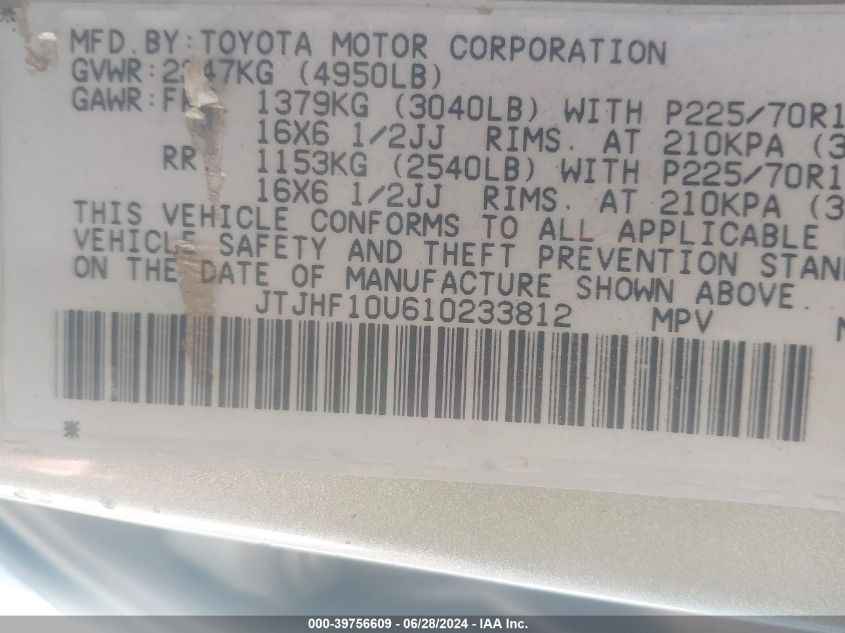 MFD. BY: TOYOTA MOTOR CORPORATION
GVWR: 2247KG (4950LB)
GAWR: 1379KG (3040LB) WITH P225/70R1
16X6 1/2JJ RIMS. AT 210KPA (3
RR 1153KG (2540LB) WITH P225/70R1
16X6 1/2JJ RIMS. AT 210KPA (3
THIS VEHICLE CONFORMS TO ALL APPLICABLE
VEHICLE SAFETY AND THEFT PREVENTION STAN
ON THE DATE OF MANUFACTURE SHOWN ABOVE.
JTJHF10U610233812 MPV
*
000-39756609 - 06/28/2024 - IAA Inc.